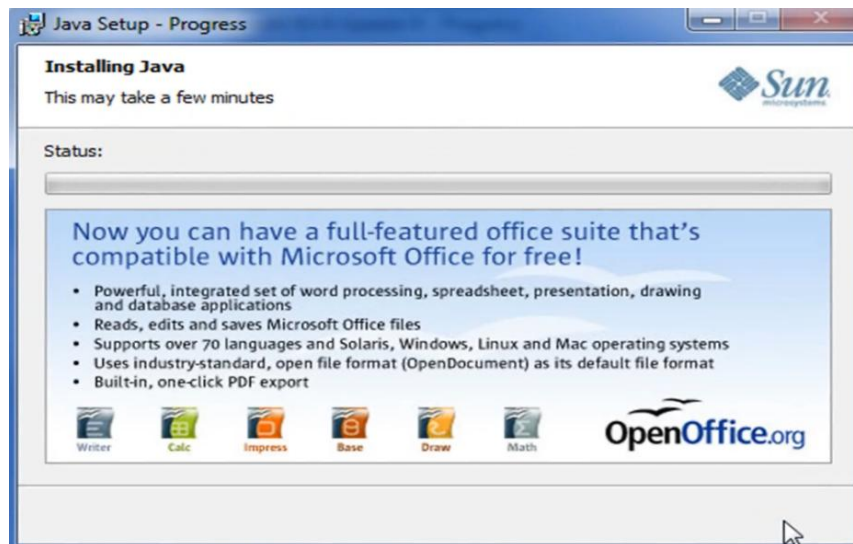 Java Setup - Progress
Installing Java
This may take a few minutes
Sun
microsystems
Status:
Now you can have a full-featured office suite that's
compatible with Microsoft Office for free!
• Powerful, integrated set of word processing, spreadsheet, presentation, drawing
and database applications
• Reads, edits and saves Microsoft Office files
• Supports over 70 languages and Solaris, Windows, Linux and Mac operating systems
• Uses industry-standard, open file format (OpenDocument) as its default file format
• Built-in, one-click PDF export
Writer Calc Impress Base Draw Math
OpenOffice.org